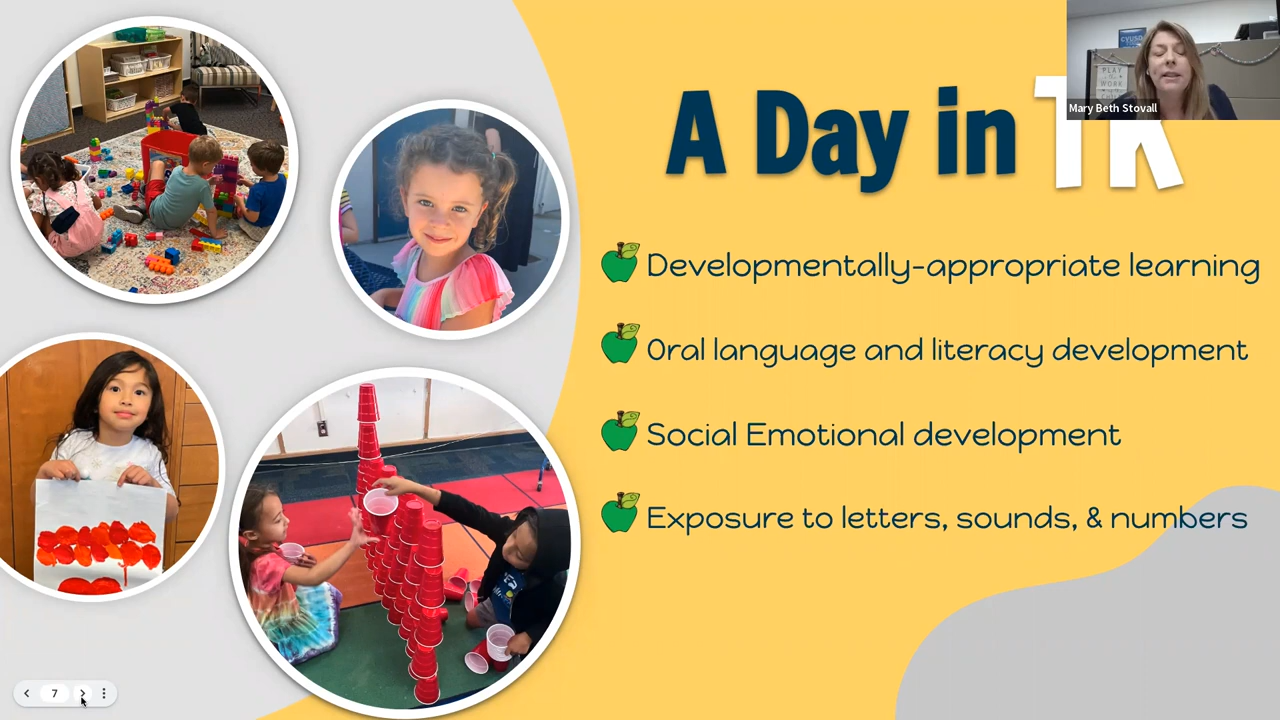 A Day in TK
Mary Beth Stovall
Developmentally-appropriate learning
Oral language and literacy development
Social Emotional development
Exposure to letters, sounds, & numbers
7